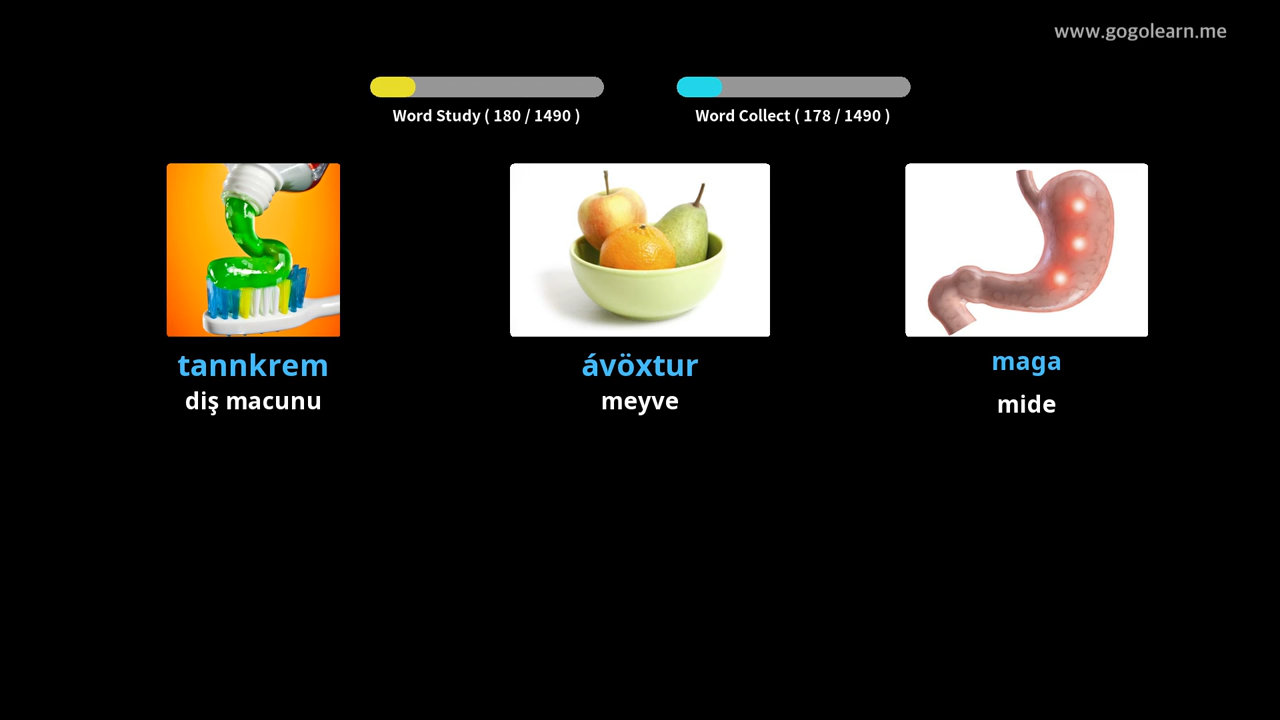 www.gogolearn.me
Word Study ( 180 / 1490 )
Word Collect ( 178 / 1490 )
tannkrem
diş macunu
ávöxtur
meyve
maga
mide